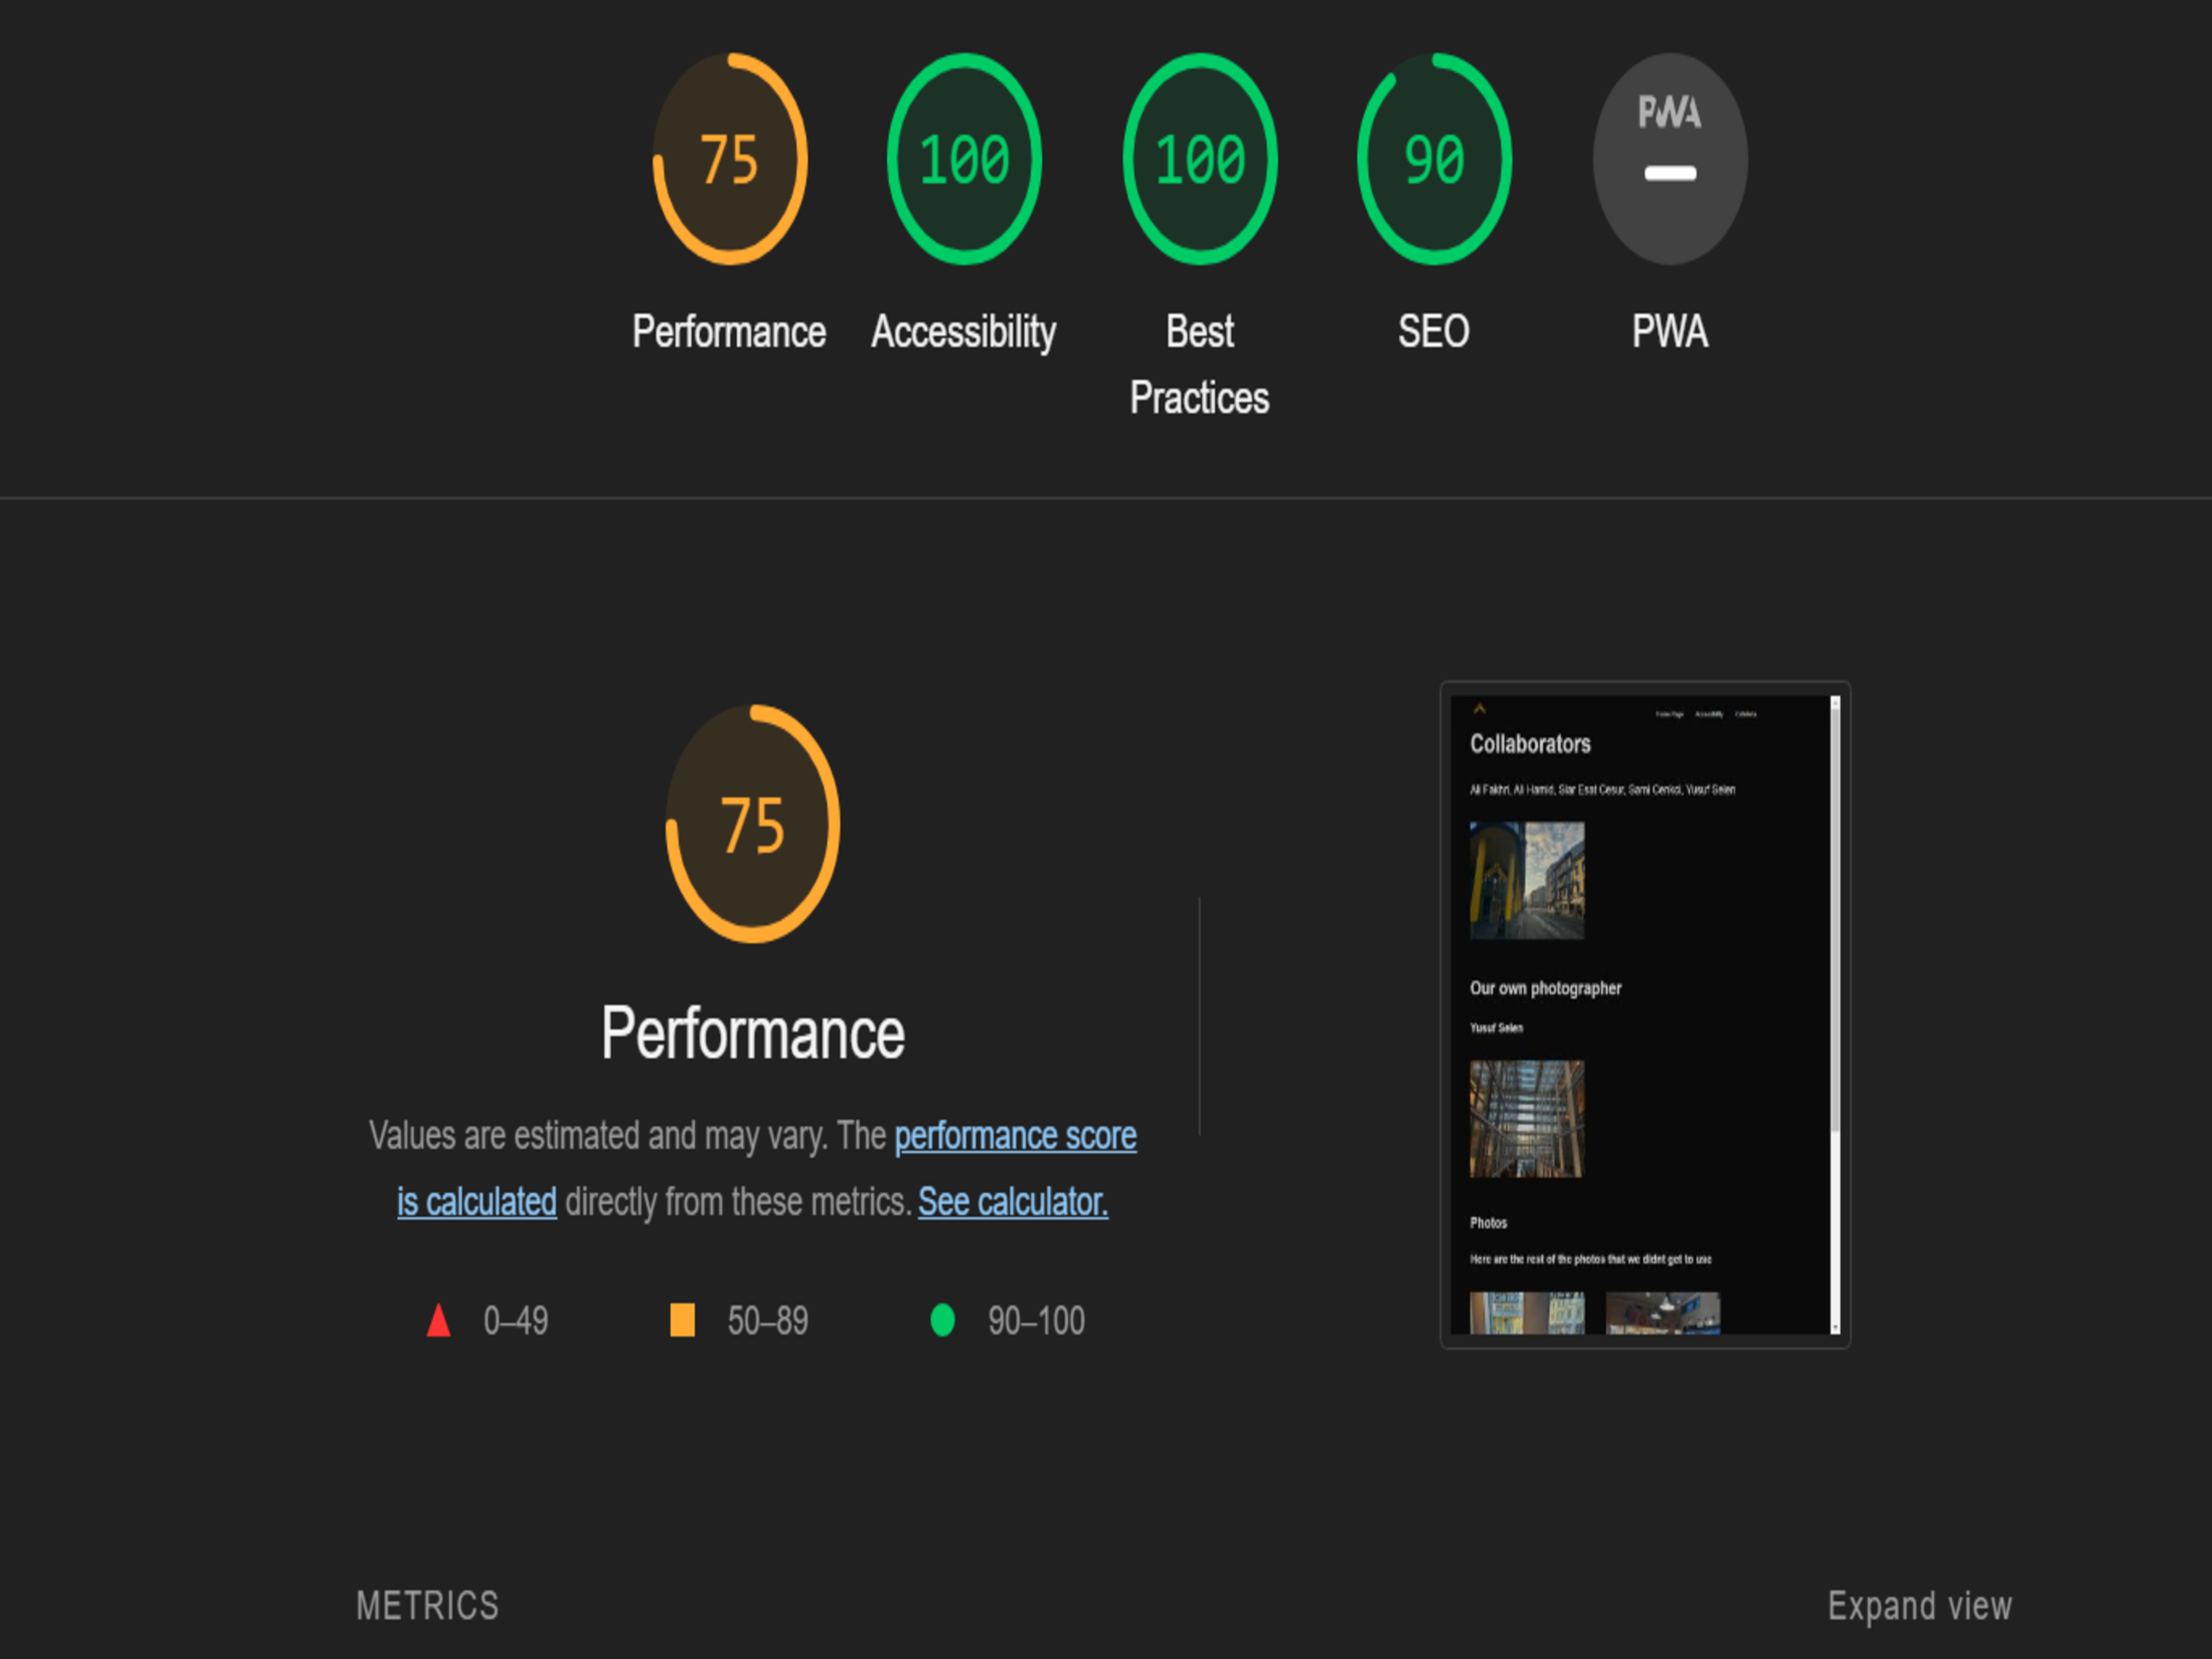 75
100
100
90
PWA
Performance
Accessibility
Best
Practices
SEO
PWA
75
Performance
Values are estimated and may vary. The performance score
is calculated directly from these metrics. See calculator.
0–49
50–89
90–100
Home Page
Accessibility
Collaborators
Ali Fakhri, Ali Hamid, Siar Esat Cesur, Sami Cenkci, Yusuf Selen
Our own photographer
Yusuf Selen
Photos
Here are the rest of the photos that we didnt get to use
METRICS
Expand view